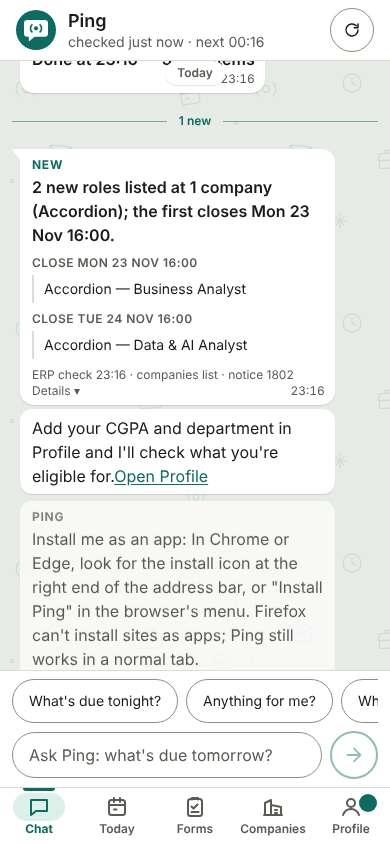 Ping
checked just now · next 00:16
Done at 23:16
Today
23:16
1 new
NEW
2 new roles listed at 1 company
(Accordion); the first closes Mon 23
Nov 16:00.
CLOSE MON 23 NOV 16:00
Accordion — Business Analyst
CLOSE TUE 24 NOV 16:00
Accordion — Data & AI Analyst
ERP check 23:16 · companies list · notice 1802
Details ▾
23:16
Add your CGPA and department in
Profile and I'll check what you're
eligible for.Open Profile
PING
Install me as an app: In Chrome or
Edge, look for the install icon at the
right end of the address bar, or "Install
Ping" in the browser's menu. Firefox
can't install sites as apps; Ping still
works in a normal tab.
What's due tonight?
Anything for me?
Wh
Ask Ping: what's due tomorrow?
Chat
Today
Forms
Companies
Profile